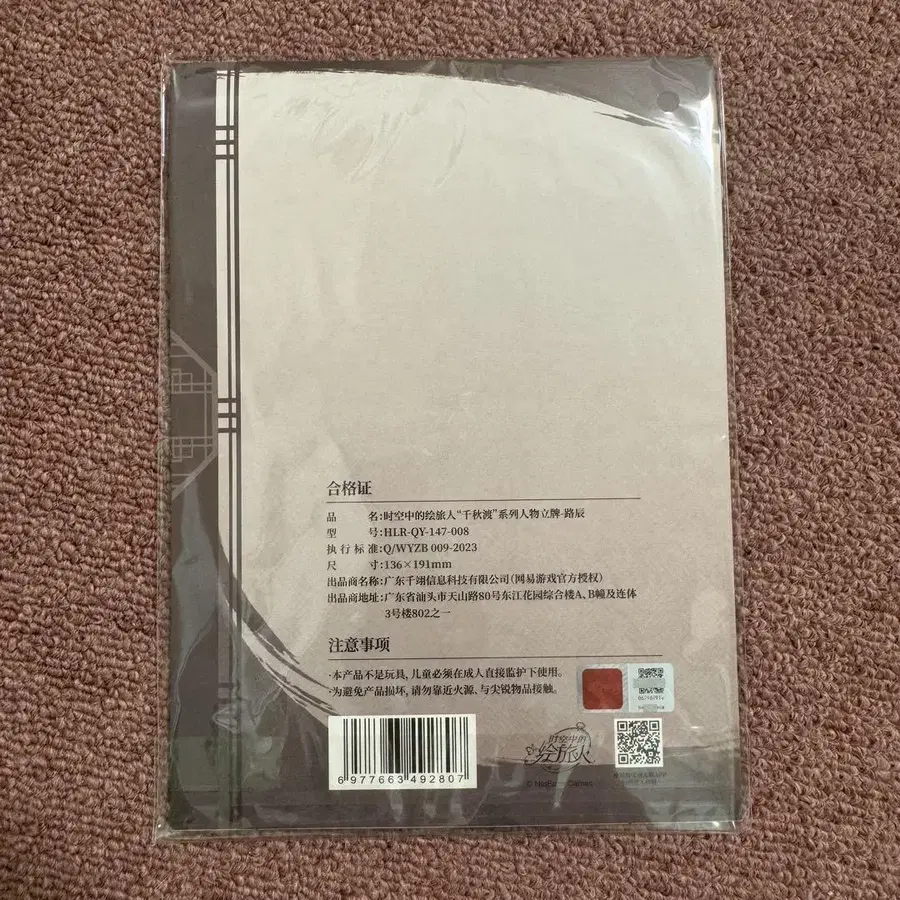 合格证
品 名:时空中的绘旅人“千秋渡”系列人物立牌-路辰
型 号:HLR-QY-147-008
执行标准:Q/WYZB 009-2023
尺 寸:136×191mm
出品商名称:广东千翊信息科技有限公司(网易游戏官方授权)
出品商地址:广东省汕头市天山路80号东江花园综合楼A、B幢及连体
3号楼802之一
注意事项
·本产品不是玩具,儿童必须在成人直接监护下使用。
·为避免产品损坏,请勿靠近火源、与尖锐物品接触。
6 977663 492807
时空中的
绘旅人
© NetEase Games